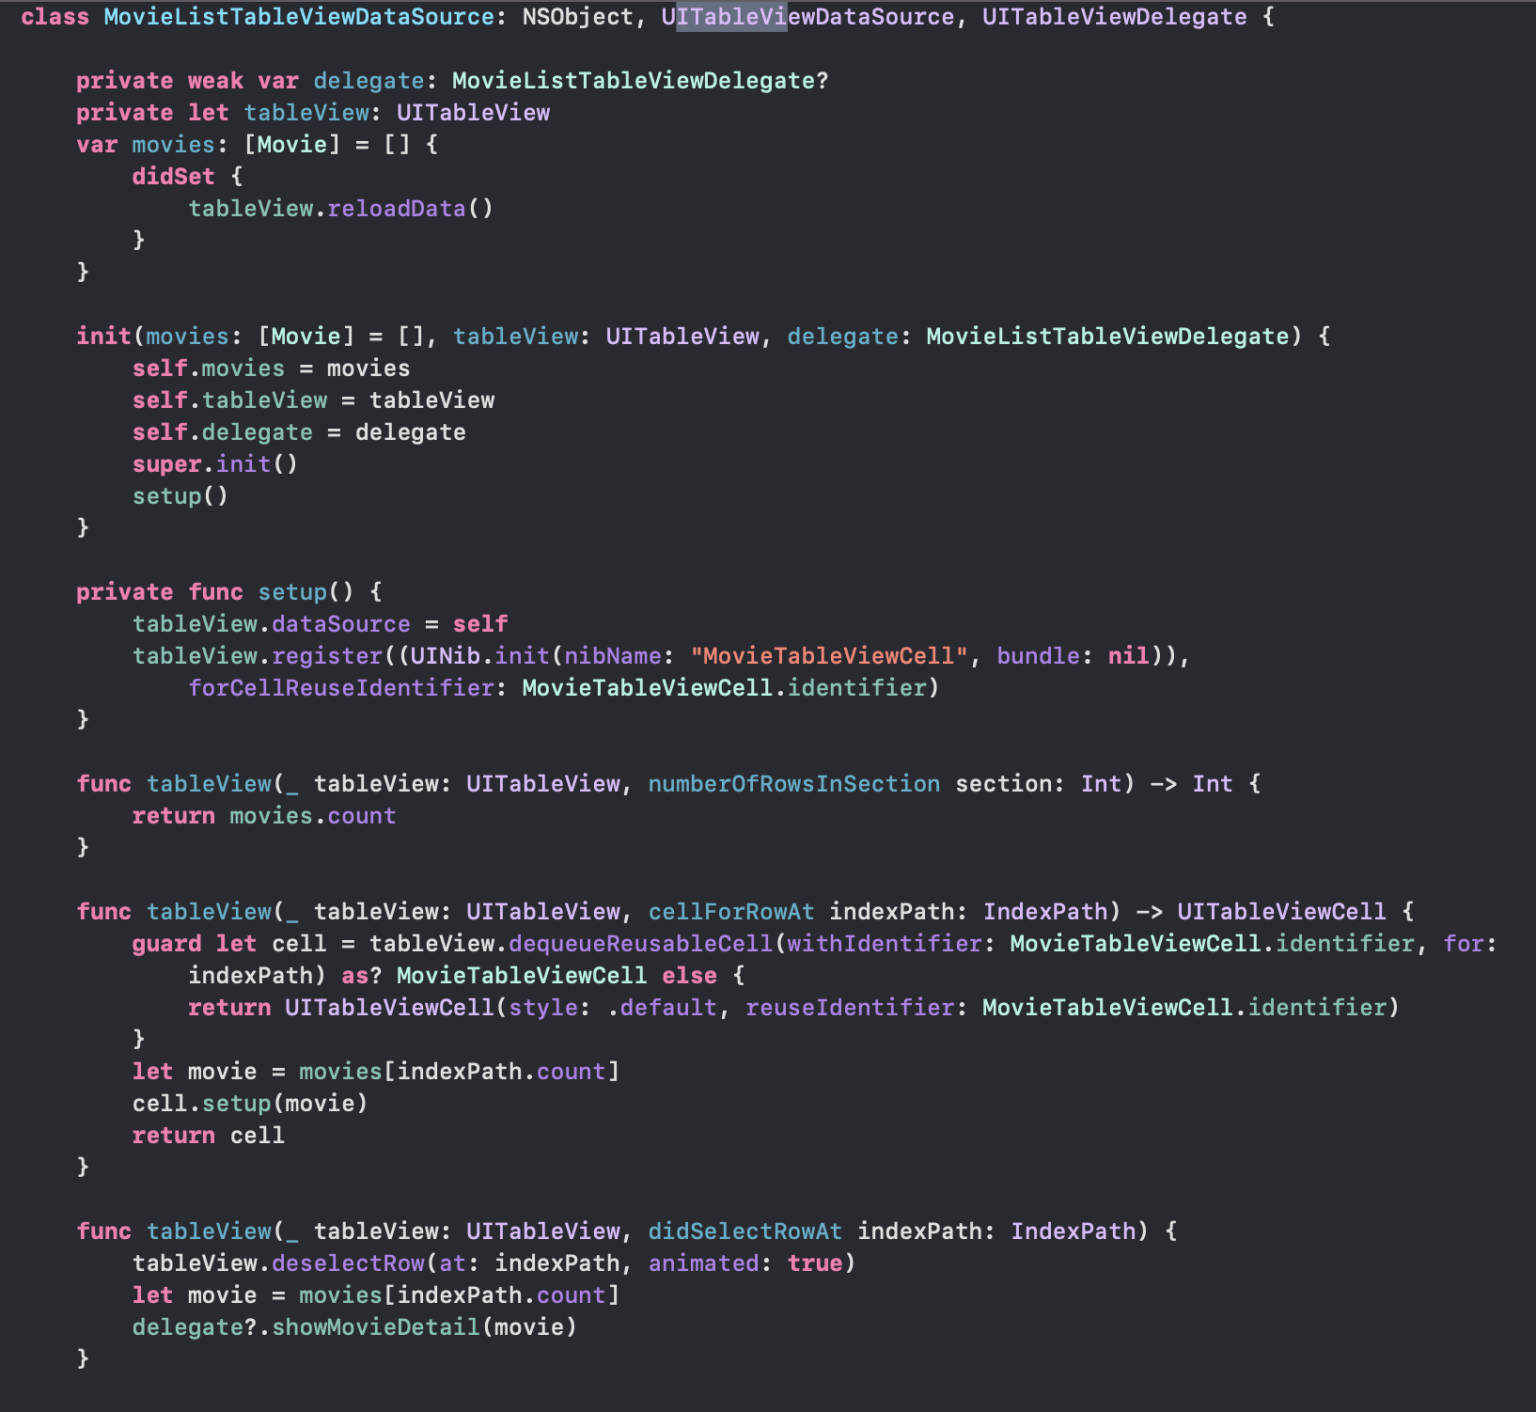 class MovieListTableViewDataSource: NSObject, UITableViewDataSource, UITableViewDelegate {

    private weak var delegate: MovieListTableViewDelegate?
    private let tableView: UITableView
    var movies: [Movie] = [] {
        didSet {
            tableView.reloadData()
        }
    }

    init(movies: [Movie] = [], tableView: UITableView, delegate: MovieListTableViewDelegate) {
        self.movies = movies
        self.tableView = tableView
        self.delegate = delegate
        super.init()
        setup()
    }

    private func setup() {
        tableView.dataSource = self
        tableView.register((UINib.init(nibName: "MovieTableViewCell", bundle: nil)),
            forCellReuseIdentifier: MovieTableViewCell.identifier)
    }

    func tableView(_ tableView: UITableView, numberOfRowsInSection section: Int) -> Int {
        return movies.count
    }

    func tableView(_ tableView: UITableView, cellForRowAt indexPath: IndexPath) -> UITableViewCell {
        guard let cell = tableView.dequeueReusableCell(withIdentifier: MovieTableViewCell.identifier, for:
            indexPath) as? MovieTableViewCell else {
            return UITableViewCell(style: .default, reuseIdentifier: MovieTableViewCell.identifier)
        }
        let movie = movies[indexPath.count]
        cell.setup(movie)
        return cell
    }

    func tableView(_ tableView: UITableView, didSelectRowAt indexPath: IndexPath) {
        tableView.deselectRow(at: indexPath, animated: true)
        let movie = movies[indexPath.count]
        delegate?.showMovieDetail(movie)
    }